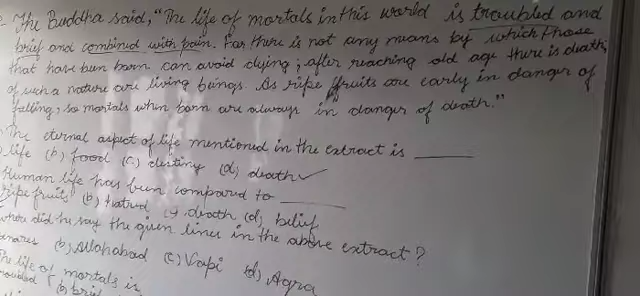 The Buddha said, "The life of mortals in this world is troubled and
brief and combined with pain. For there is not any means by which those
that have been born can avoid dying; after reaching old age there is death,
of such a nature are living beings. As ripe fruits are early in danger of
falling, so mortals when born are always in danger of death."
The eternal aspect of life mentioned in the extract is ______
) life (b) food (c) destiny (d) death ✓
Human life has been compared to ______
ripe fruits (b) hatred (c) death (d) belief
where did he say the given lines in the above extract?
anares (b) Allahabad (c) Vapi (d) Agra
The life of mortals is
(b) brief